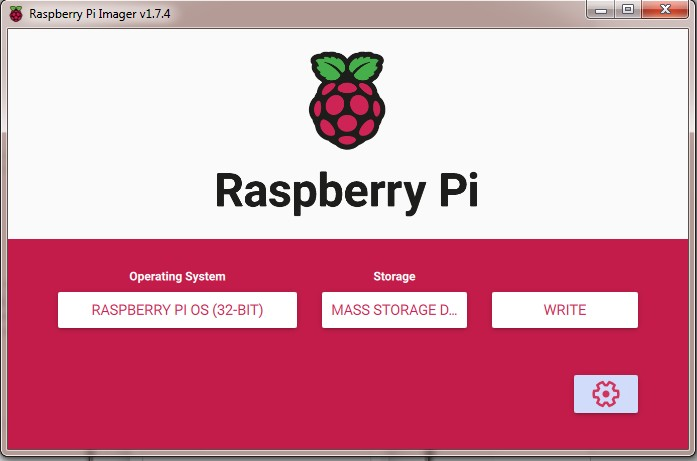 Raspberry Pi Imager v1.7.4
Raspberry Pi
Operating System
Storage
RASPBERRY PI OS (32-BIT)
MASS STORAGE D...
WRITE